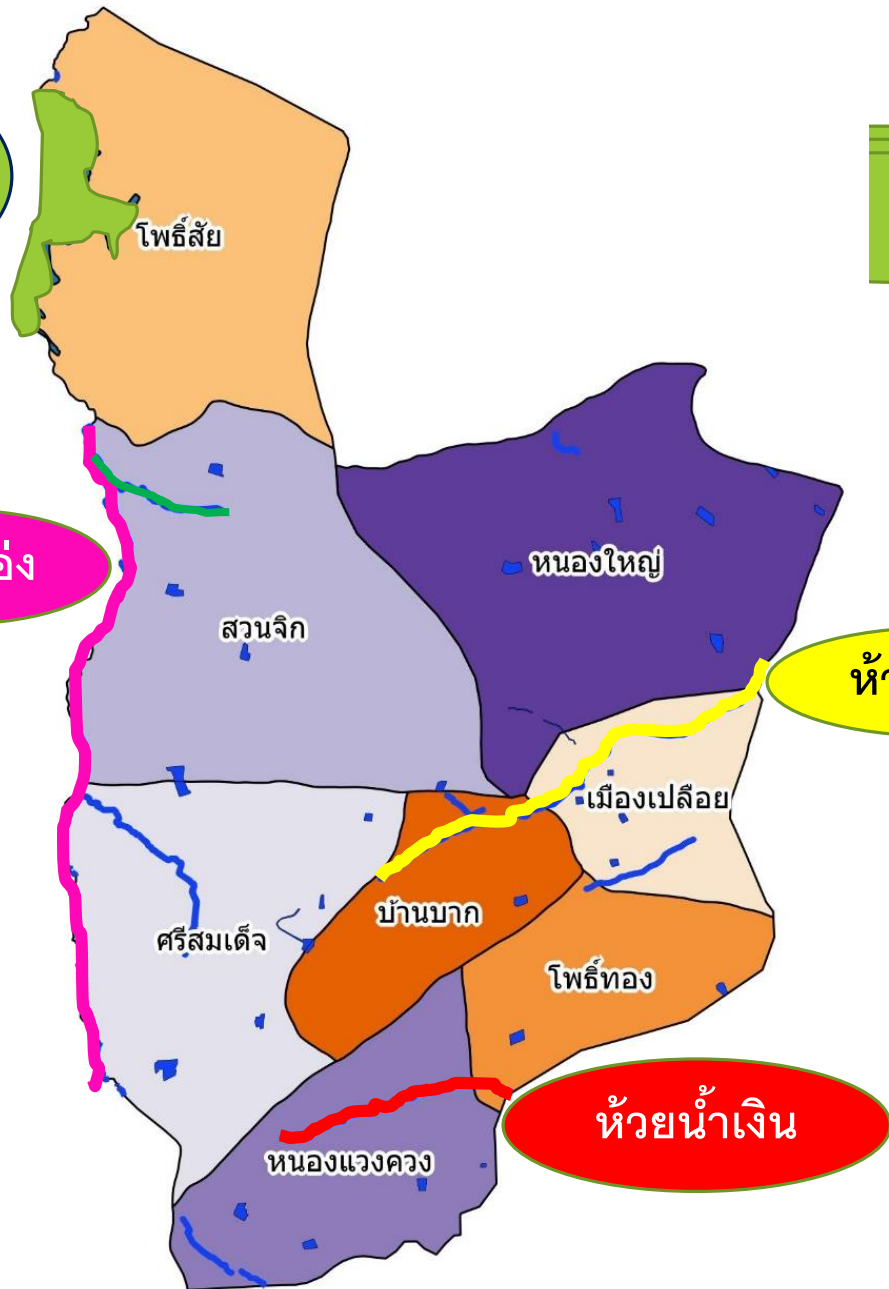 โพธิ์สัย
หนองใหญ่
สวนจิก
เมืองเปลือย
บ้านบาก
ศรีสมเด็จ
โพธิ์ทอง
ห้วยน้ำเงิน
หนองแวงควง